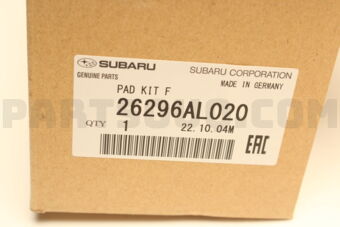 SUBARU
SUBARU CORPORATION
GENUINE PARTS
MADE IN GERMANY
PAD KIT F
26296AL020
QTY 1 22.10.04M
EAC